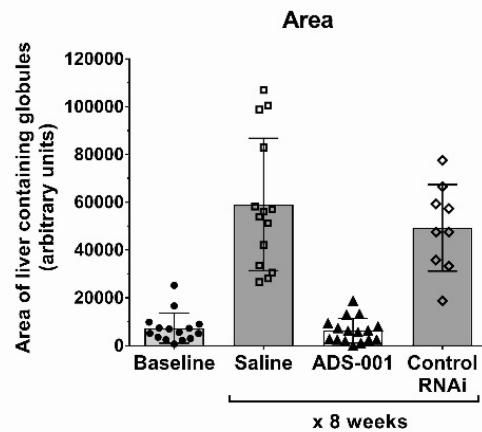 Area
Area of liver containing globules
(arbitrary units)
120000
100000
80000
60000
40000
20000
0
Baseline
Saline
ADS-001
Control
RNAi
x 8 weeks